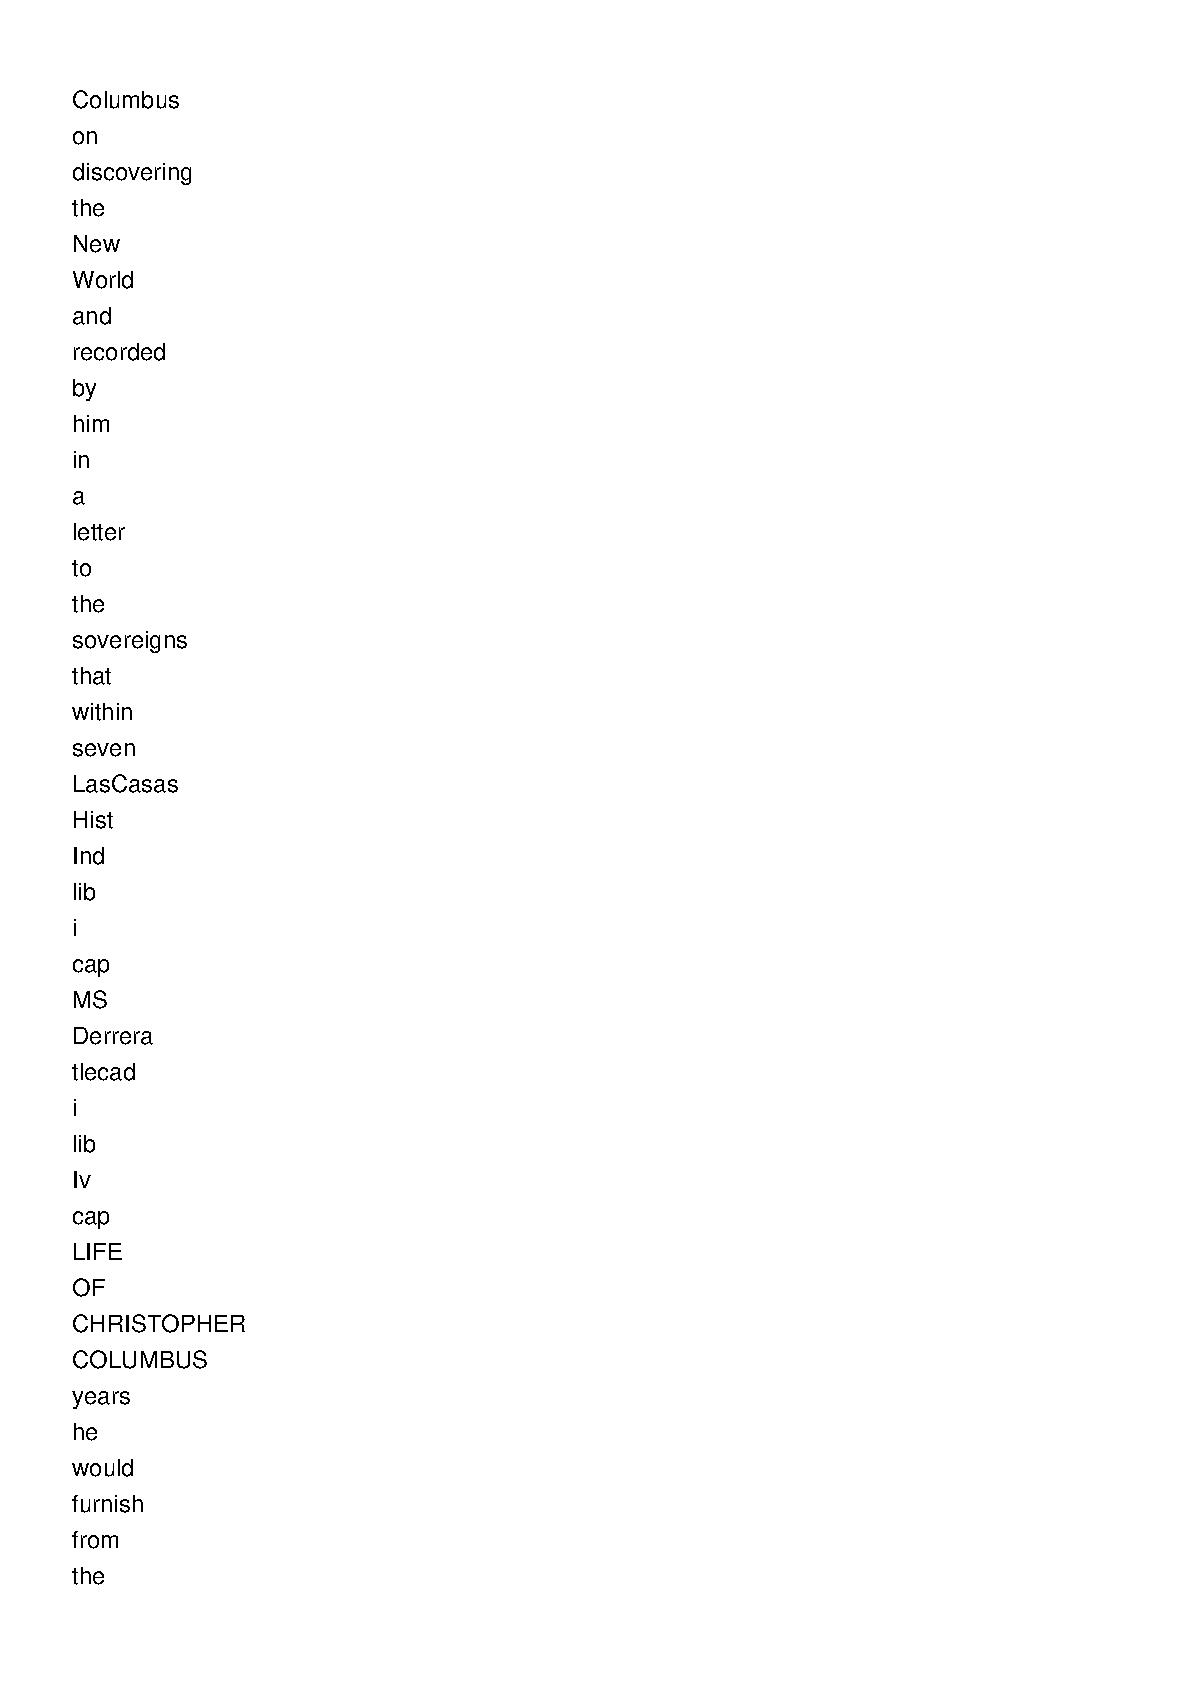 Columbus
on
discovering
the
New
World
and
recorded
by
him
in
a
letter
to
the
sovereigns
that
within
seven
LasCasas
Hist
Ind
lib
i
cap
MS
Derrera
tlecad
i
lib
Iv
cap
LIFE
OF
CHRISTOPHER
COLUMBUS
years
he
would
furnish
from
the